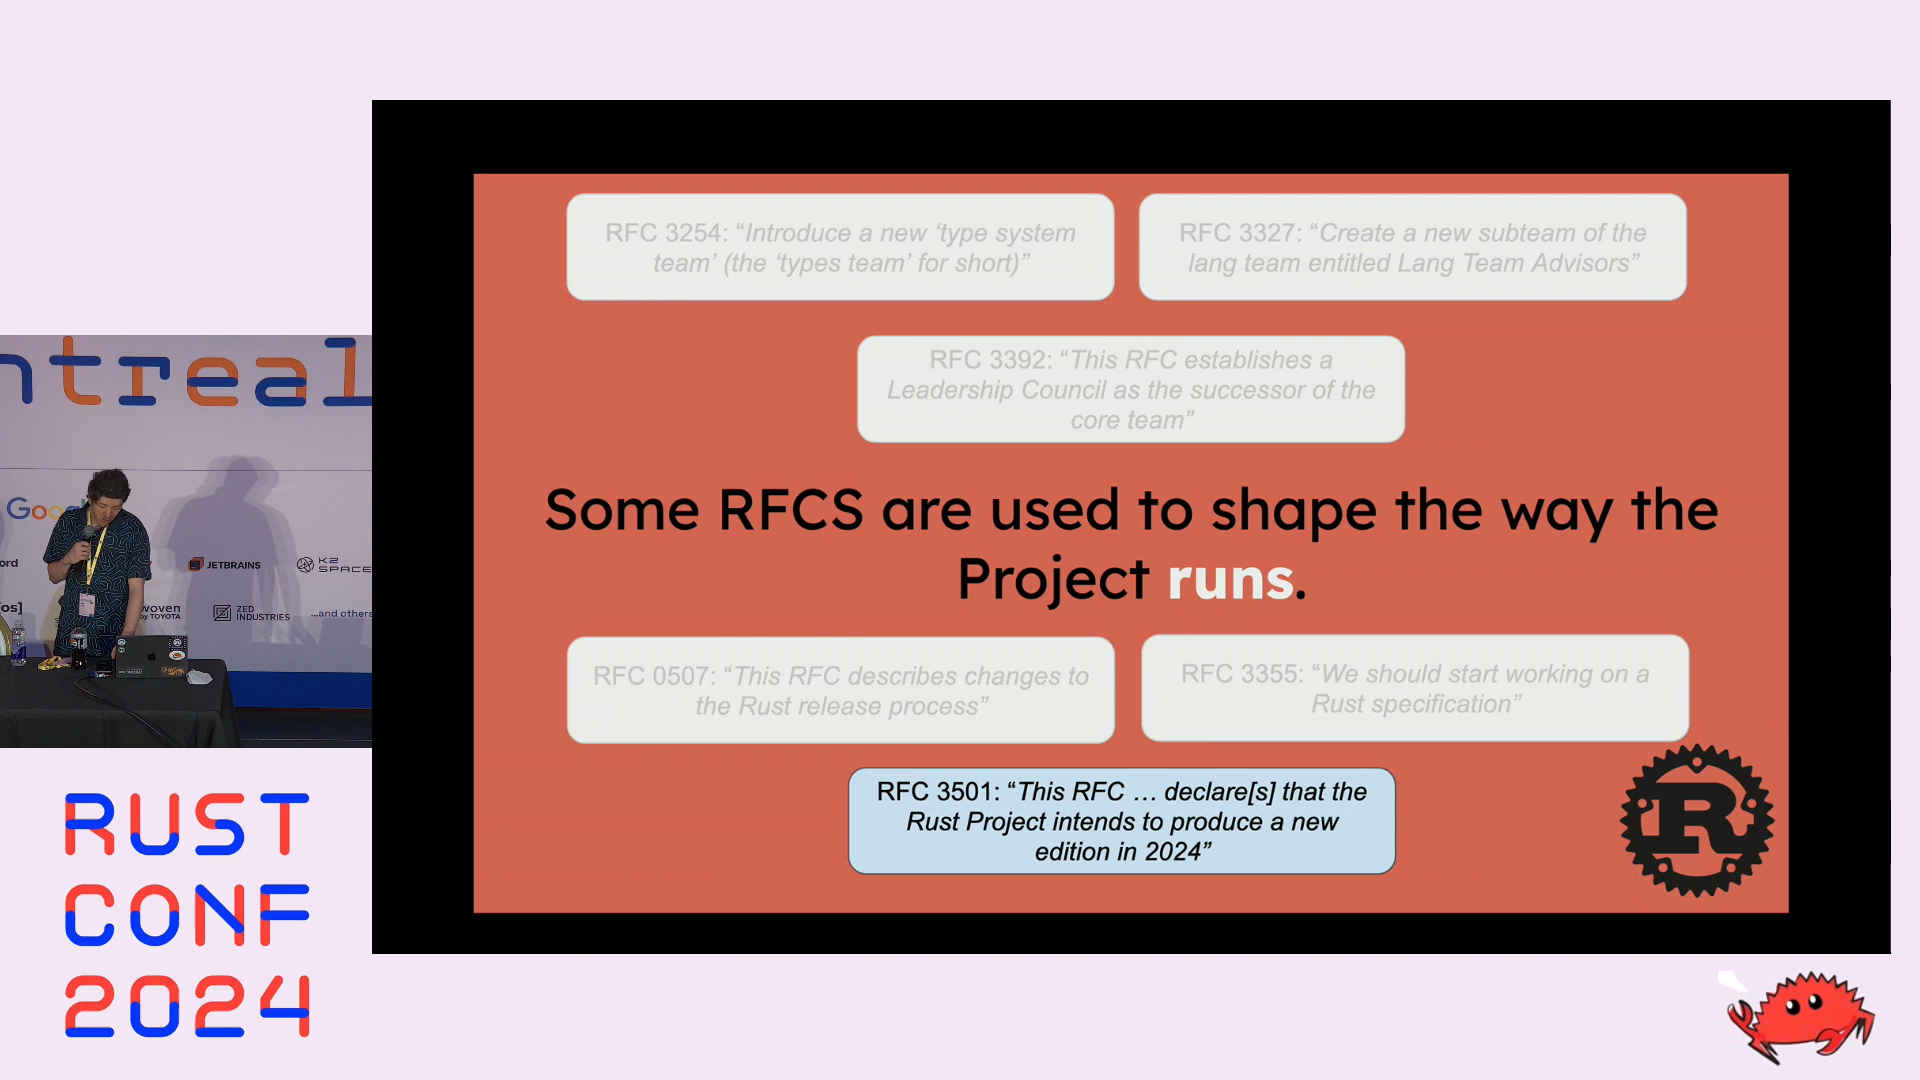 RFC 3254: “Introduce a new ‘type system
team’ (the ‘types team’ for short)”
RFC 3327: “Create a new subteam of the
lang team entitled Lang Team Advisors”
RFC 3392: “This RFC establishes a
Leadership Council as the successor of the
core team”
Some RFCS are used to shape the way the
Project runs.
RFC 0507: “This RFC describes changes to
the Rust release process”
RFC 3355: “We should start working on a
Rust specification”
RFC 3501: “This RFC … declare[s] that the
Rust Project intends to produce a new
edition in 2024”
R
ntreal
Goog
ord
JETBRAINS
K2
SPACE
os]
woven
by TOYOTA
ZED
INDUSTRIES
...and others
RUST
CONF
2024